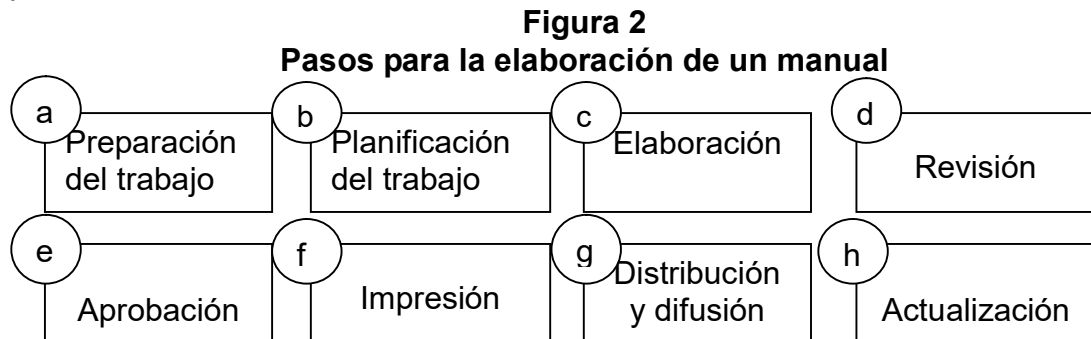 Figura 2
Pasos para la elaboración de un manual
a
Preparación
del trabajo
b
Planificación
del trabajo
c
Elaboración
d
Revisión
e
Aprobación
f
Impresión
g
Distribución
y difusión
h
Actualización